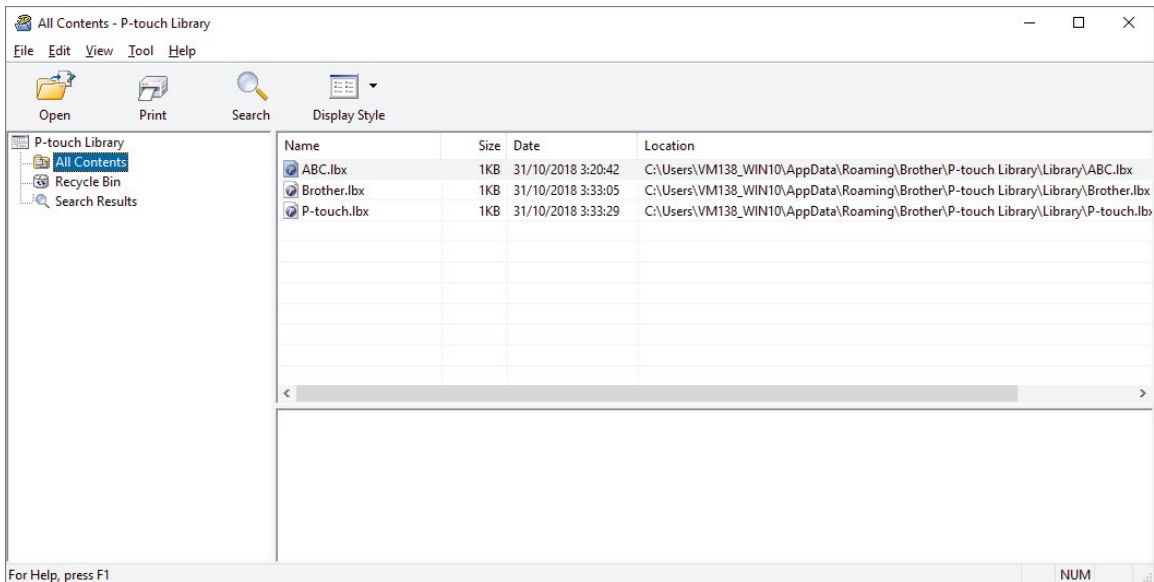 All Contents - P-touch Library
File Edit View Tool Help
Open Print Search Display Style
P-touch Library
All Contents
Recycle Bin
Search Results
Name Size Date Location
ABC.lbx 1KB 31/10/2018 3:20:42 C:\Users\VM138_WIN10\AppData\Roaming\Brother\P-touch Library\Library\ABC.lbx
Brother.lbx 1KB 31/10/2018 3:33:05 C:\Users\VM138_WIN10\AppData\Roaming\Brother\P-touch Library\Library\Brother.lbx
P-touch.lbx 1KB 31/10/2018 3:33:29 C:\Users\VM138_WIN10\AppData\Roaming\Brother\P-touch Library\Library\P-touch.lbx
For Help, press F1 NUM